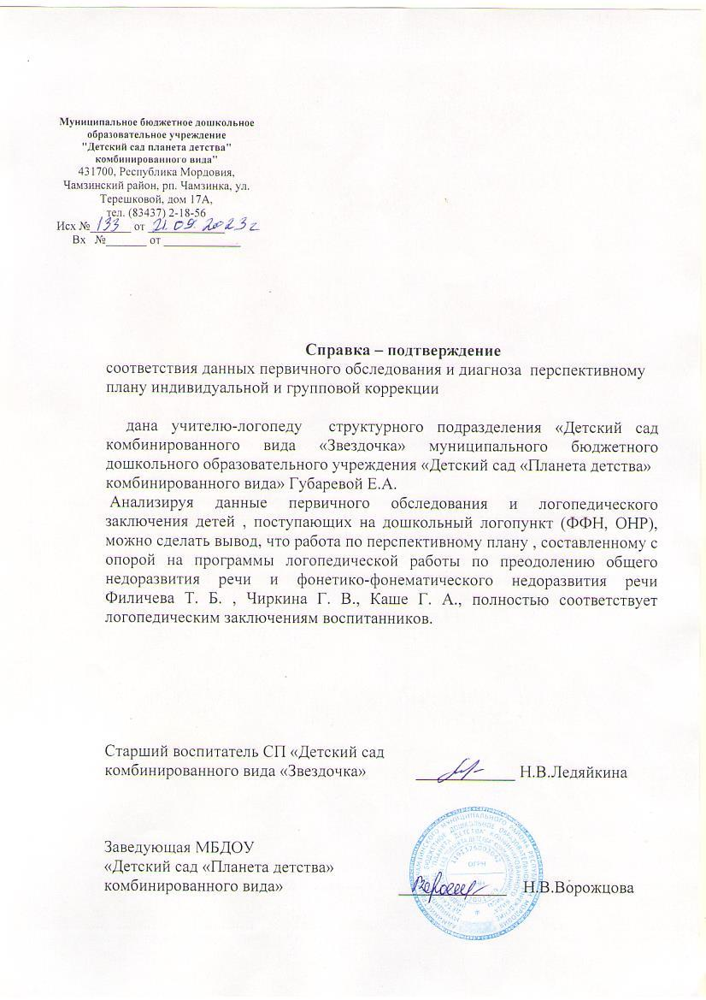 Муниципальное бюджетное дошкольное
образовательное учреждение
"Детский сад планета детства"
комбинированного вида"
431700, Республика Мордовия,
Чамзинский район, рп. Чамзинка, ул.
Терешковой, дом 17А,
тел. (83437) 2-18-56
Исх № 133 от 21.09.2023г
Вх № от
Справка – подтверждение
соответствия данных первичного обследования и диагноза перспективному
плану индивидуальной и групповой коррекции
дана учителю-логопеду структурного подразделения «Детский сад
комбинированного вида «Звездочка» муниципального бюджетного
дошкольного образовательного учреждения «Детский сад «Планета детства»
комбинированного вида» Губаревой Е.А.
Анализируя данные первичного обследования и логопедического
заключения детей , поступающих на дошкольный логопункт (ФФН, ОНР),
можно сделать вывод, что работа по перспективному плану , составленному с
опорой на программы логопедической работы по преодолению общего
недоразвития речи и фонетико-фонематического недоразвития речи
Филичева Т. Б. , Чиркина Г. В., Каше Г. А., полностью соответствует
логопедическим заключениям воспитанников.
Старший воспитатель СП «Детский сад
комбинированного вида «Звездочка» Н.В.Ледяйкина
Заведующая МБДОУ
«Детский сад «Планета детства»
комбинированного вида» Н.В.Ворожцова
ОГРН